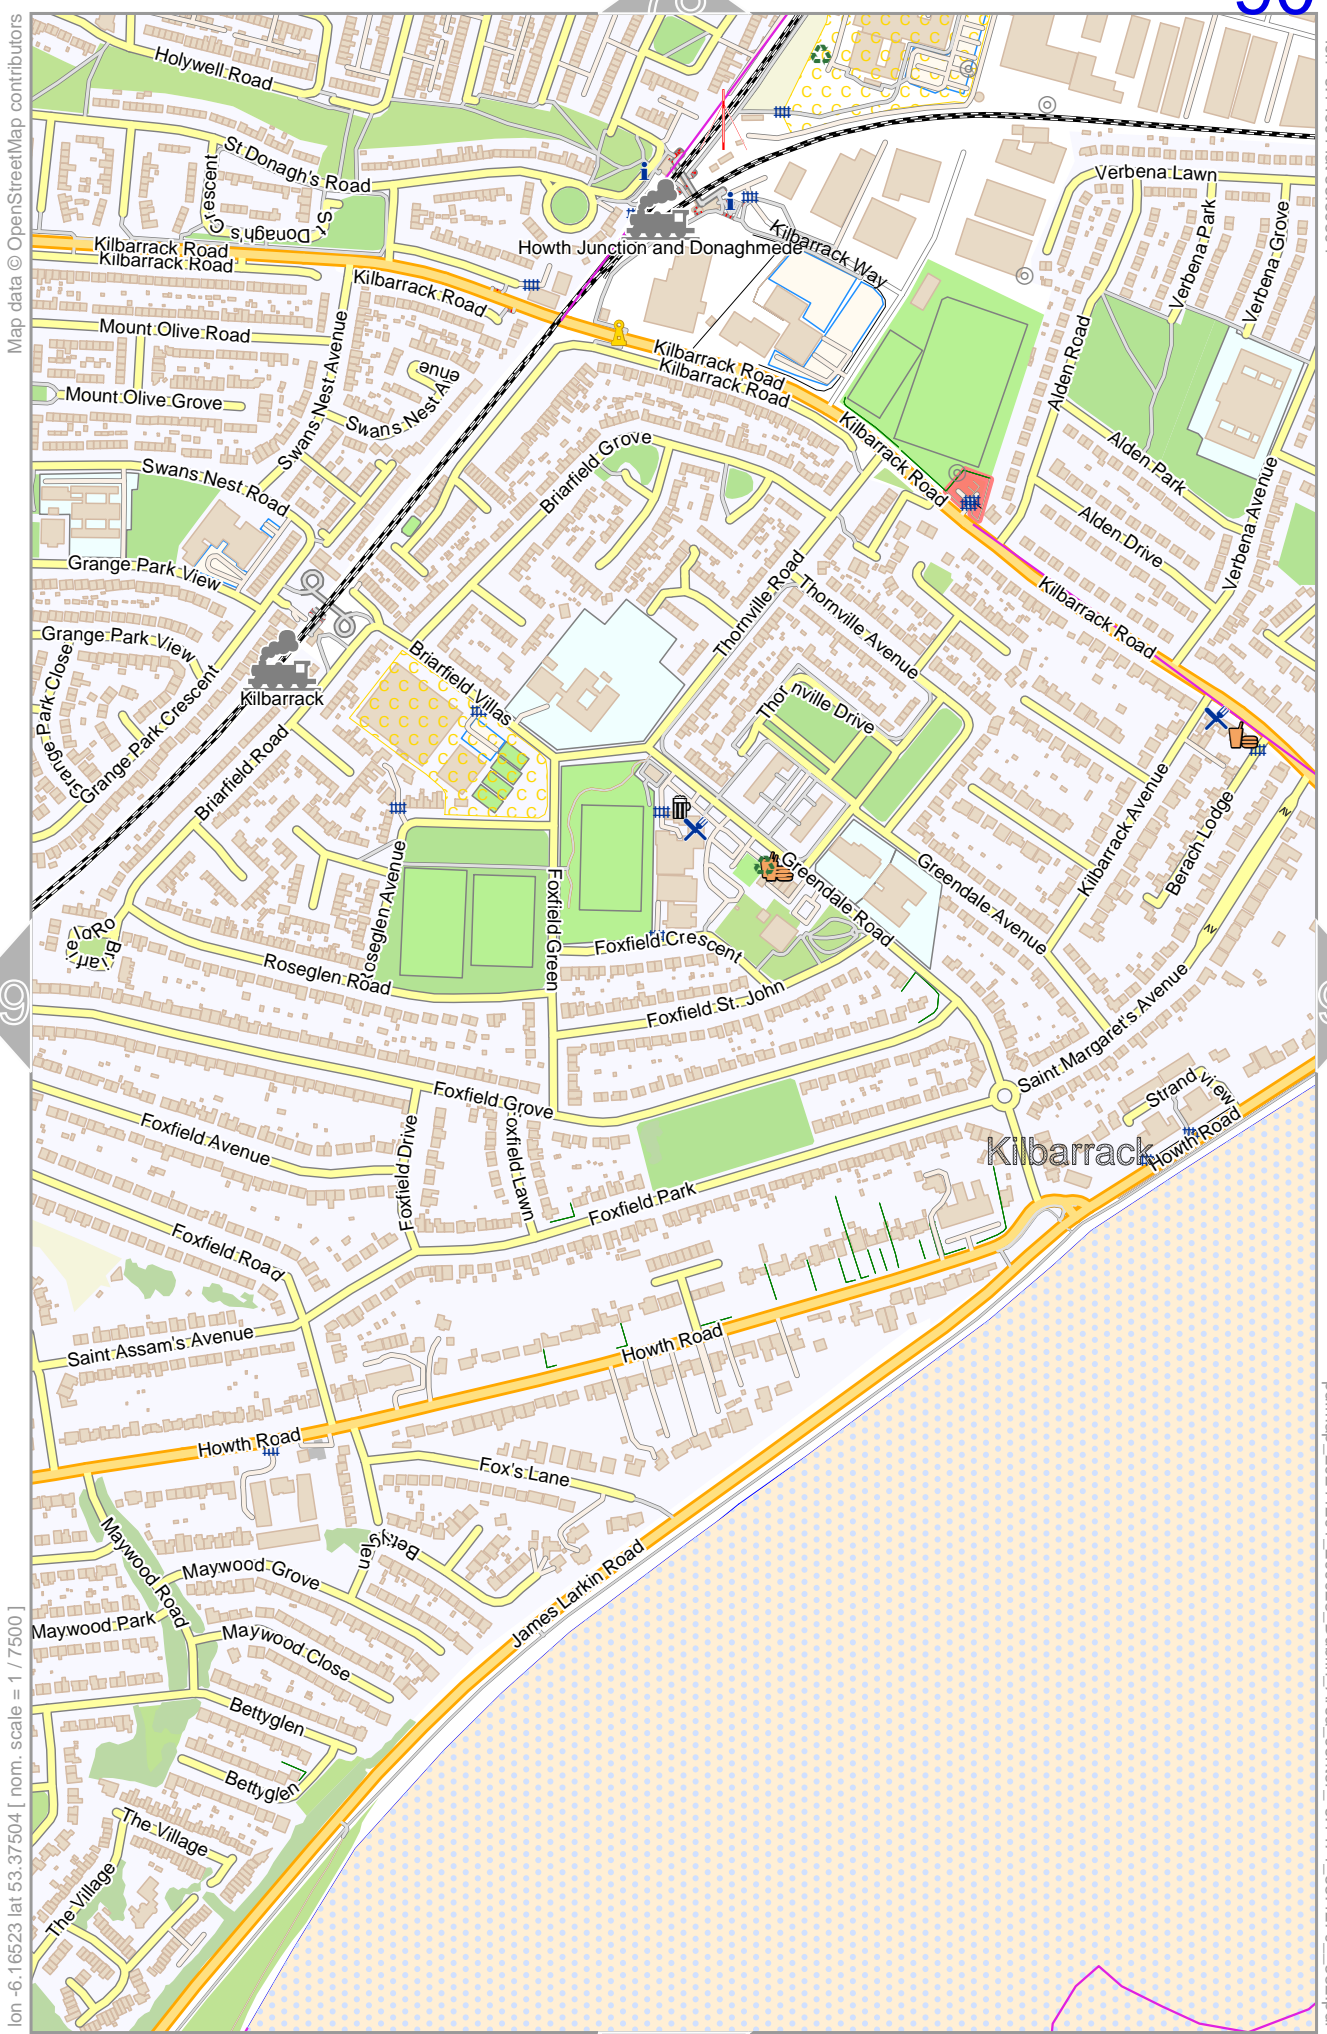 Map data © OpenStreetMap contributors
Holywell Road
St Donagh's Road
St. Donagh's Crescent
Verbena Lawn
Verbena Park
Verbena Grove
Kilbarrack Way
Howth Junction and Donaghmede
Kilbarrack Road
Kilbarrack Road
Kilbarrack Road
Mount Olive Road
Mount Olive Grove
Swans Nest Avenue
Swans Nest Avenue
Kilbarrack Road
Kilbarrack Road
Kilbarrack Road
Alden Road
Alden Park
Alden Drive
Verbena Avenue
Swans Nest Road
Briarfield Grove
Grange Park View
Grange Park View
Grange Park Close
Grange Park Crescent
Kilbarrack
Thornville Road
Thornville Avenue
Kilbarrack Road
Briarfield Villas
Thornville Drive
Briarfield Road
Kilbarrack Avenue
Berach Lodge
Av
Av
Roseglen Avenue
Foxfield Green
Greendale Road
Greendale Avenue
Foxfield Crescent
Roseglen Road
Foxfield St. John
Saint Margaret's Avenue
9
Foxfield Grove
Strand view
Foxfield Avenue
Foxfield Drive
Foxfield Lawn
Kilbarrack
Howth Road
Foxfield Park
Foxfield Road
Saint Assam's Avenue
Howth Road
Howth Road
Fox's Lane
Bettyglen
Maywood Road
Maywood Grove
James Larkin Road
Maywood Park
Maywood Close
Bettyglen
Bettyglen
The Village
The Village
lon -6.16523 lat 53.37504 [ nom. scale = 1 / 7500 ]